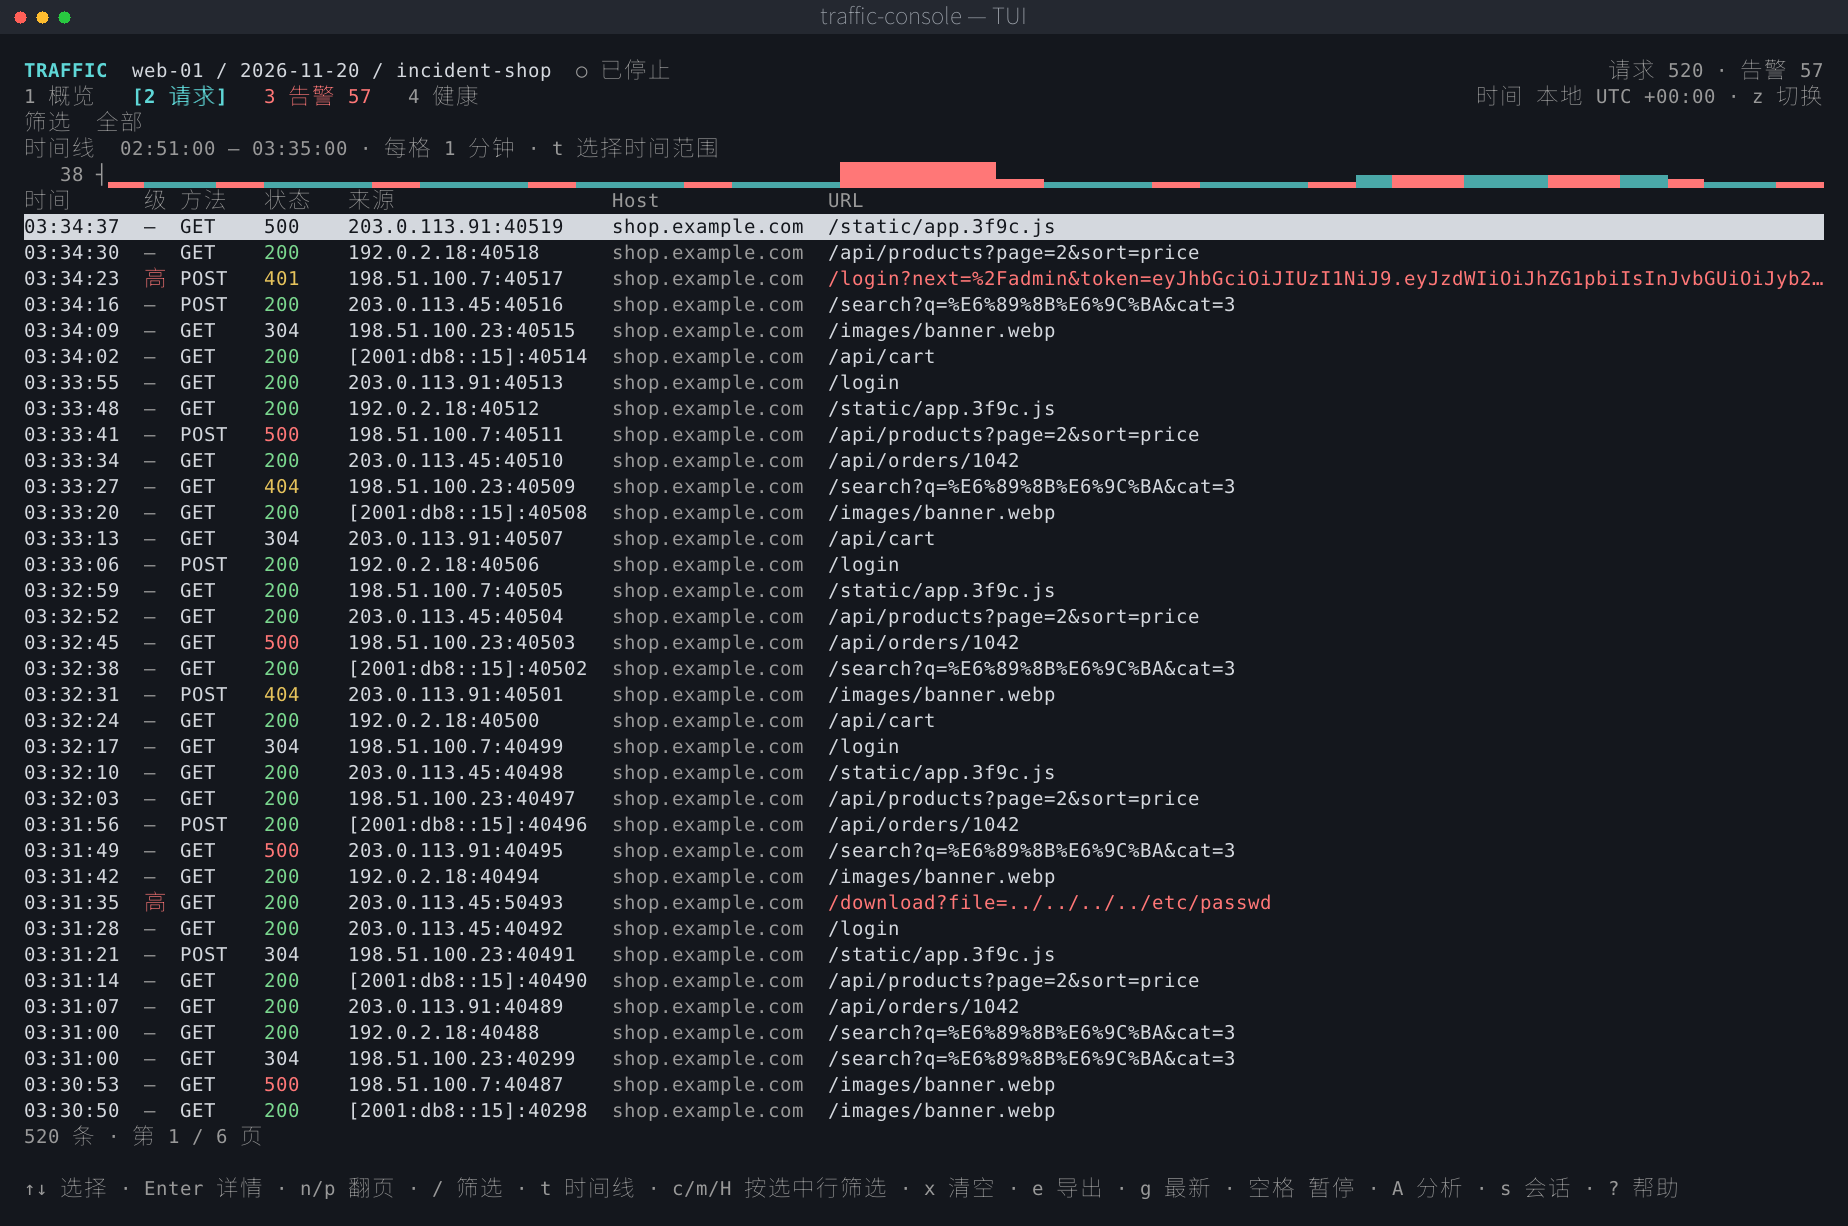 traffic-console — TUI
TRAFFIC web-01 / 2026-11-20 / incident-shop ○ 已停止 请求 520 · 告警 57
1 概览 [2 请求] 3 告警 57 4 健康 时间 本地 UTC +00:00 · z 切换
筛选 全部
时间线 02:51:00 — 03:35:00 · 每格 1 分钟 · t 选择时间范围
38
时间 级 方法 状态 来源 Host URL
03:34:37 — GET 500 203.0.113.91:40519 shop.example.com /static/app.3f9c.js
03:34:30 — GET 200 192.0.2.18:40518 shop.example.com /api/products?page=2&sort=price
03:34:23 高 POST 401 198.51.100.7:40517 shop.example.com /login?next=%2Fadmin&token=eyJhbGciOiJIUzI1NiJ9.eyJzdWIiOiJhZG1pbiIsInJvbGUiOiJyb2…
03:34:16 — POST 200 203.0.113.45:40516 shop.example.com /search?q=%E6%89%8B%E6%9C%BA&cat=3
03:34:09 — GET 304 198.51.100.23:40515 shop.example.com /images/banner.webp
03:34:02 — GET 200 [2001:db8::15]:40514 shop.example.com /api/cart
03:33:55 — GET 200 203.0.113.91:40513 shop.example.com /login
03:33:48 — GET 200 192.0.2.18:40512 shop.example.com /static/app.3f9c.js
03:33:41 — POST 500 198.51.100.7:40511 shop.example.com /api/products?page=2&sort=price
03:33:34 — GET 200 203.0.113.45:40510 shop.example.com /api/orders/1042
03:33:27 — GET 404 198.51.100.23:40509 shop.example.com /search?q=%E6%89%8B%E6%9C%BA&cat=3
03:33:20 — GET 200 [2001:db8::15]:40508 shop.example.com /images/banner.webp
03:33:13 — GET 304 203.0.113.91:40507 shop.example.com /api/cart
03:33:06 — POST 200 192.0.2.18:40506 shop.example.com /login
03:32:59 — GET 200 198.51.100.7:40505 shop.example.com /static/app.3f9c.js
03:32:52 — GET 200 203.0.113.45:40504 shop.example.com /api/products?page=2&sort=price
03:32:45 — GET 500 198.51.100.23:40503 shop.example.com /api/orders/1042
03:32:38 — GET 200 [2001:db8::15]:40502 shop.example.com /search?q=%E6%89%8B%E6%9C%BA&cat=3
03:32:31 — POST 404 203.0.113.91:40501 shop.example.com /images/banner.webp
03:32:24 — GET 200 192.0.2.18:40500 shop.example.com /api/cart
03:32:17 — GET 304 198.51.100.7:40499 shop.example.com /login
03:32:10 — GET 200 203.0.113.45:40498 shop.example.com /static/app.3f9c.js
03:32:03 — GET 200 198.51.100.23:40497 shop.example.com /api/products?page=2&sort=price
03:31:56 — POST 200 [2001:db8::15]:40496 shop.example.com /api/orders/1042
03:31:49 — GET 500 203.0.113.91:40495 shop.example.com /search?q=%E6%89%8B%E6%9C%BA&cat=3
03:31:42 — GET 200 192.0.2.18:40494 shop.example.com /images/banner.webp
03:31:35 高 GET 200 203.0.113.45:50493 shop.example.com /download?file=../../../../etc/passwd
03:31:28 — GET 200 203.0.113.45:40492 shop.example.com /login
03:31:21 — POST 304 198.51.100.23:40491 shop.example.com /static/app.3f9c.js
03:31:14 — GET 200 [2001:db8::15]:40490 shop.example.com /api/products?page=2&sort=price
03:31:07 — GET 200 203.0.113.91:40489 shop.example.com /api/orders/1042
03:31:00 — GET 200 192.0.2.18:40488 shop.example.com /search?q=%E6%89%8B%E6%9C%BA&cat=3
03:31:00 — GET 304 198.51.100.23:40299 shop.example.com /search?q=%E6%89%8B%E6%9C%BA&cat=3
03:30:53 — GET 500 198.51.100.7:40487 shop.example.com /images/banner.webp
03:30:50 — GET 200 [2001:db8::15]:40298 shop.example.com /images/banner.webp
520 条 · 第 1 / 6 页
↑↓ 选择 · Enter 详情 · n/p 翻页 · / 筛选 · t 时间线 · c/m/H 按选中行筛选 · x 清空 · e 导出 · g 最新 · 空格 暂停 · A 分析 · s 会话 · ? 帮助